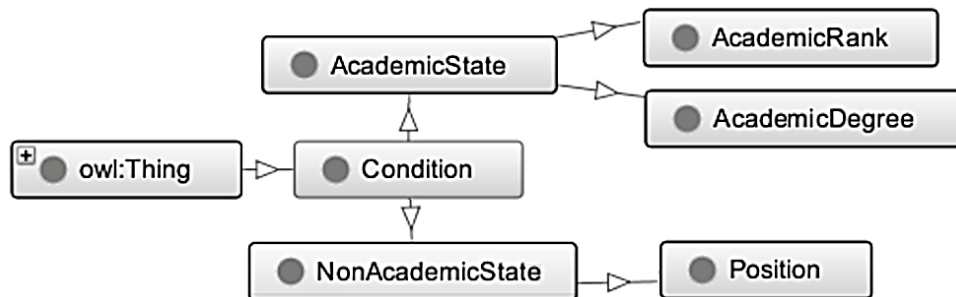 AcademicRank
AcademicState
AcademicDegree
owl:Thing
Condition
NonAcademicState
Position